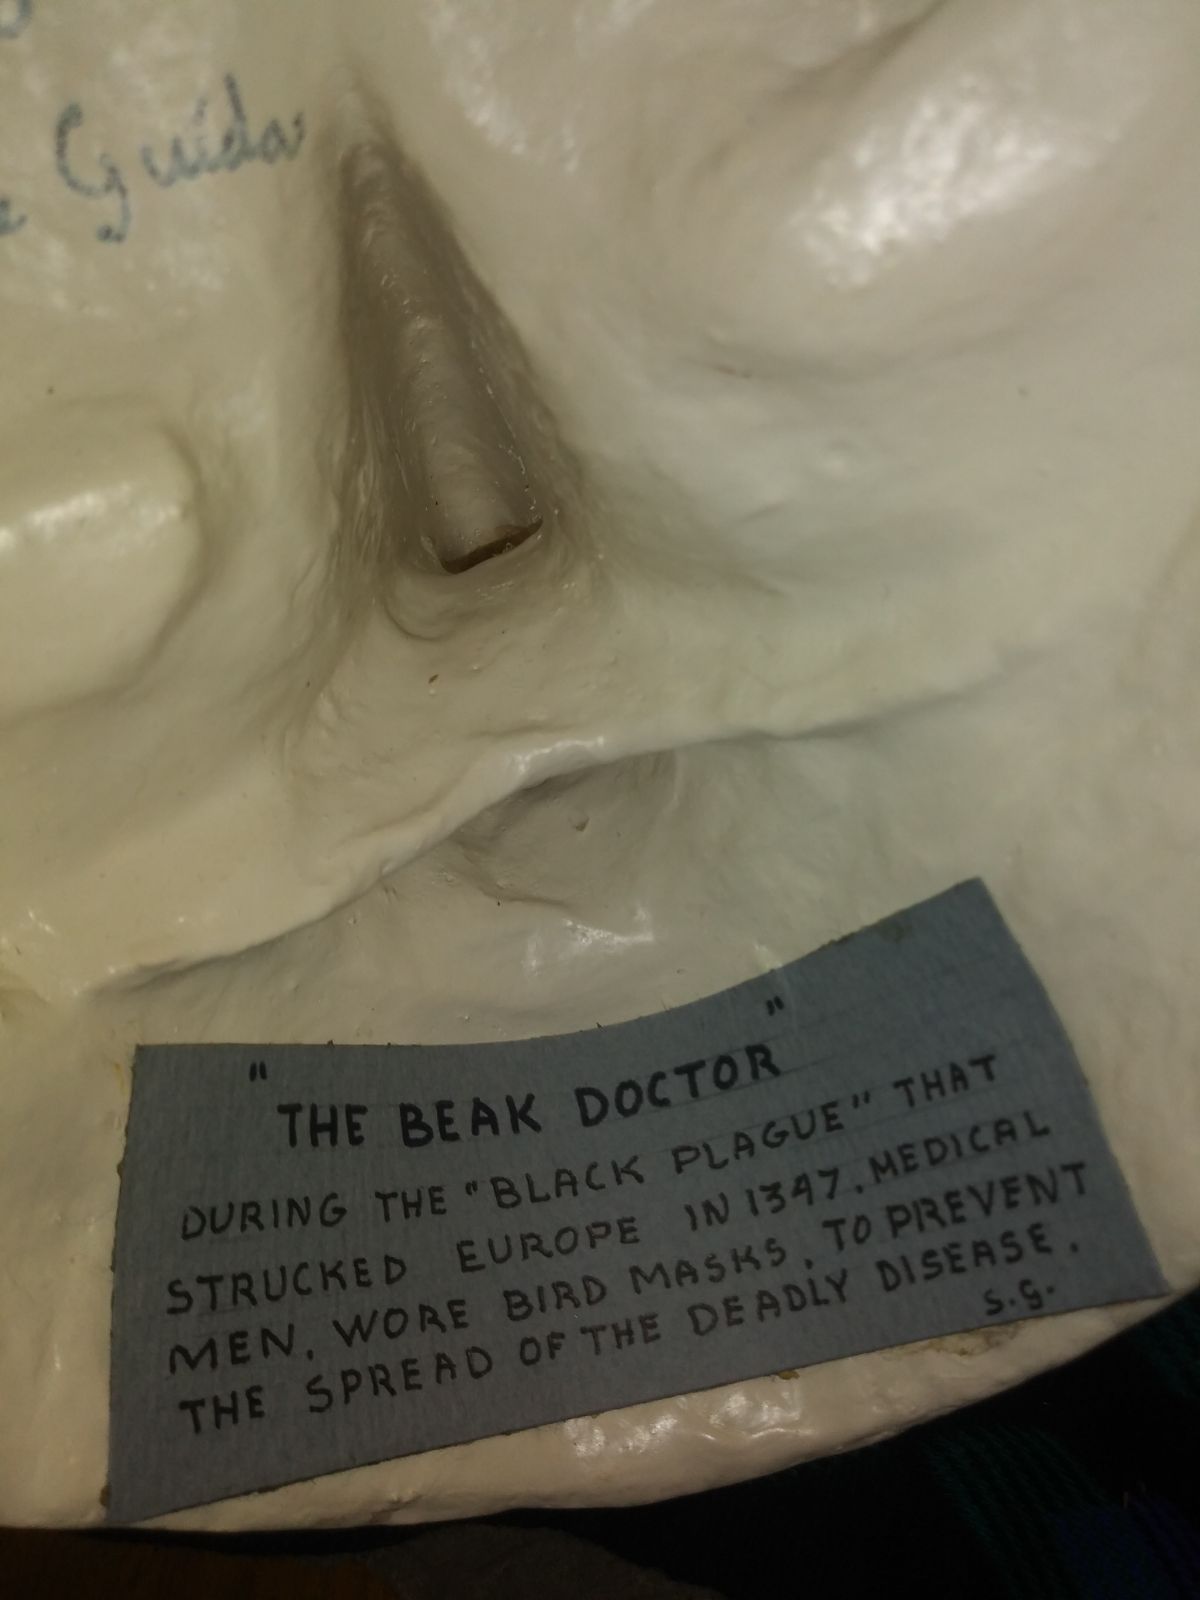 Guida
"THE BEAK DOCTOR"
DURING THE "BLACK PLAGUE" THAT
STRUCKED EUROPE IN 1347, MEDICAL
MEN, WORE BIRD MASKS, TO PREVENT
THE SPREAD OF THE DEADLY DISEASE.
S.G.